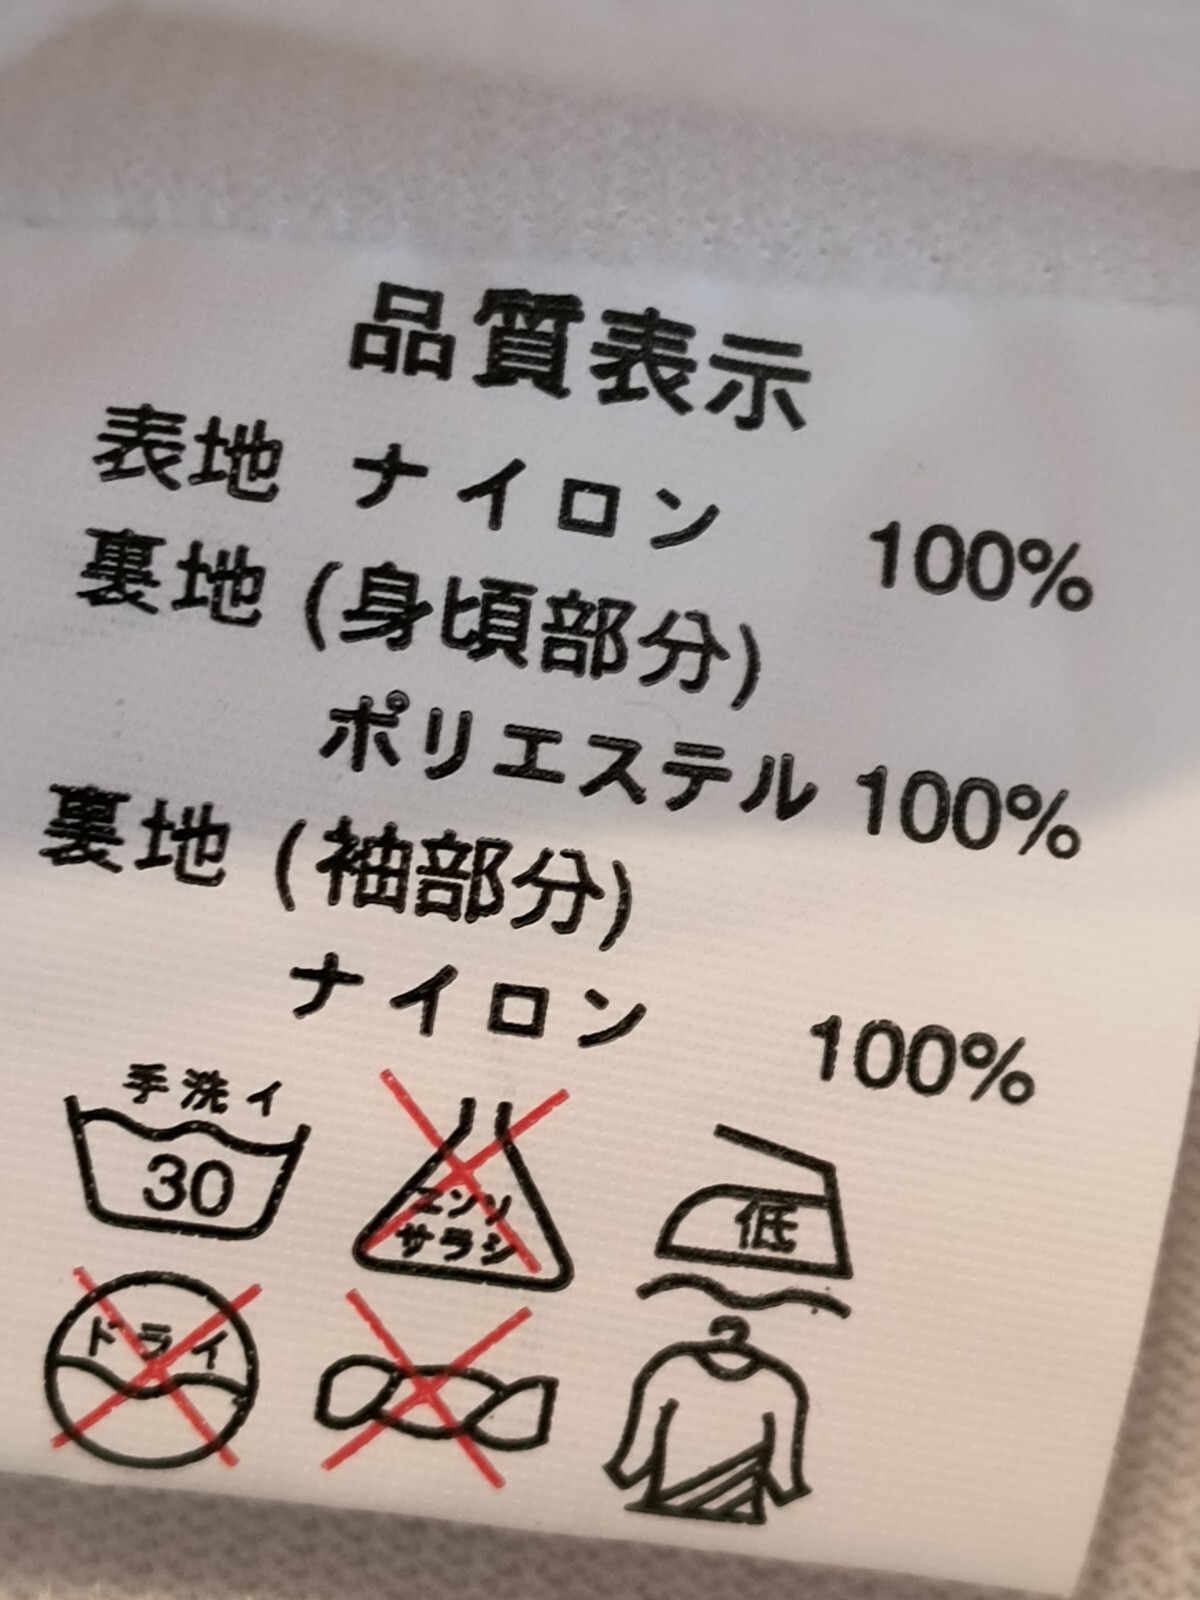 品質表示
表地 ナイロン 100%
裏地 (身頃部分)
ポリエステル 100%
裏地 (袖部分)
ナイロン 100%
手洗イ
30
エンソ
サラシ
低
ドライ